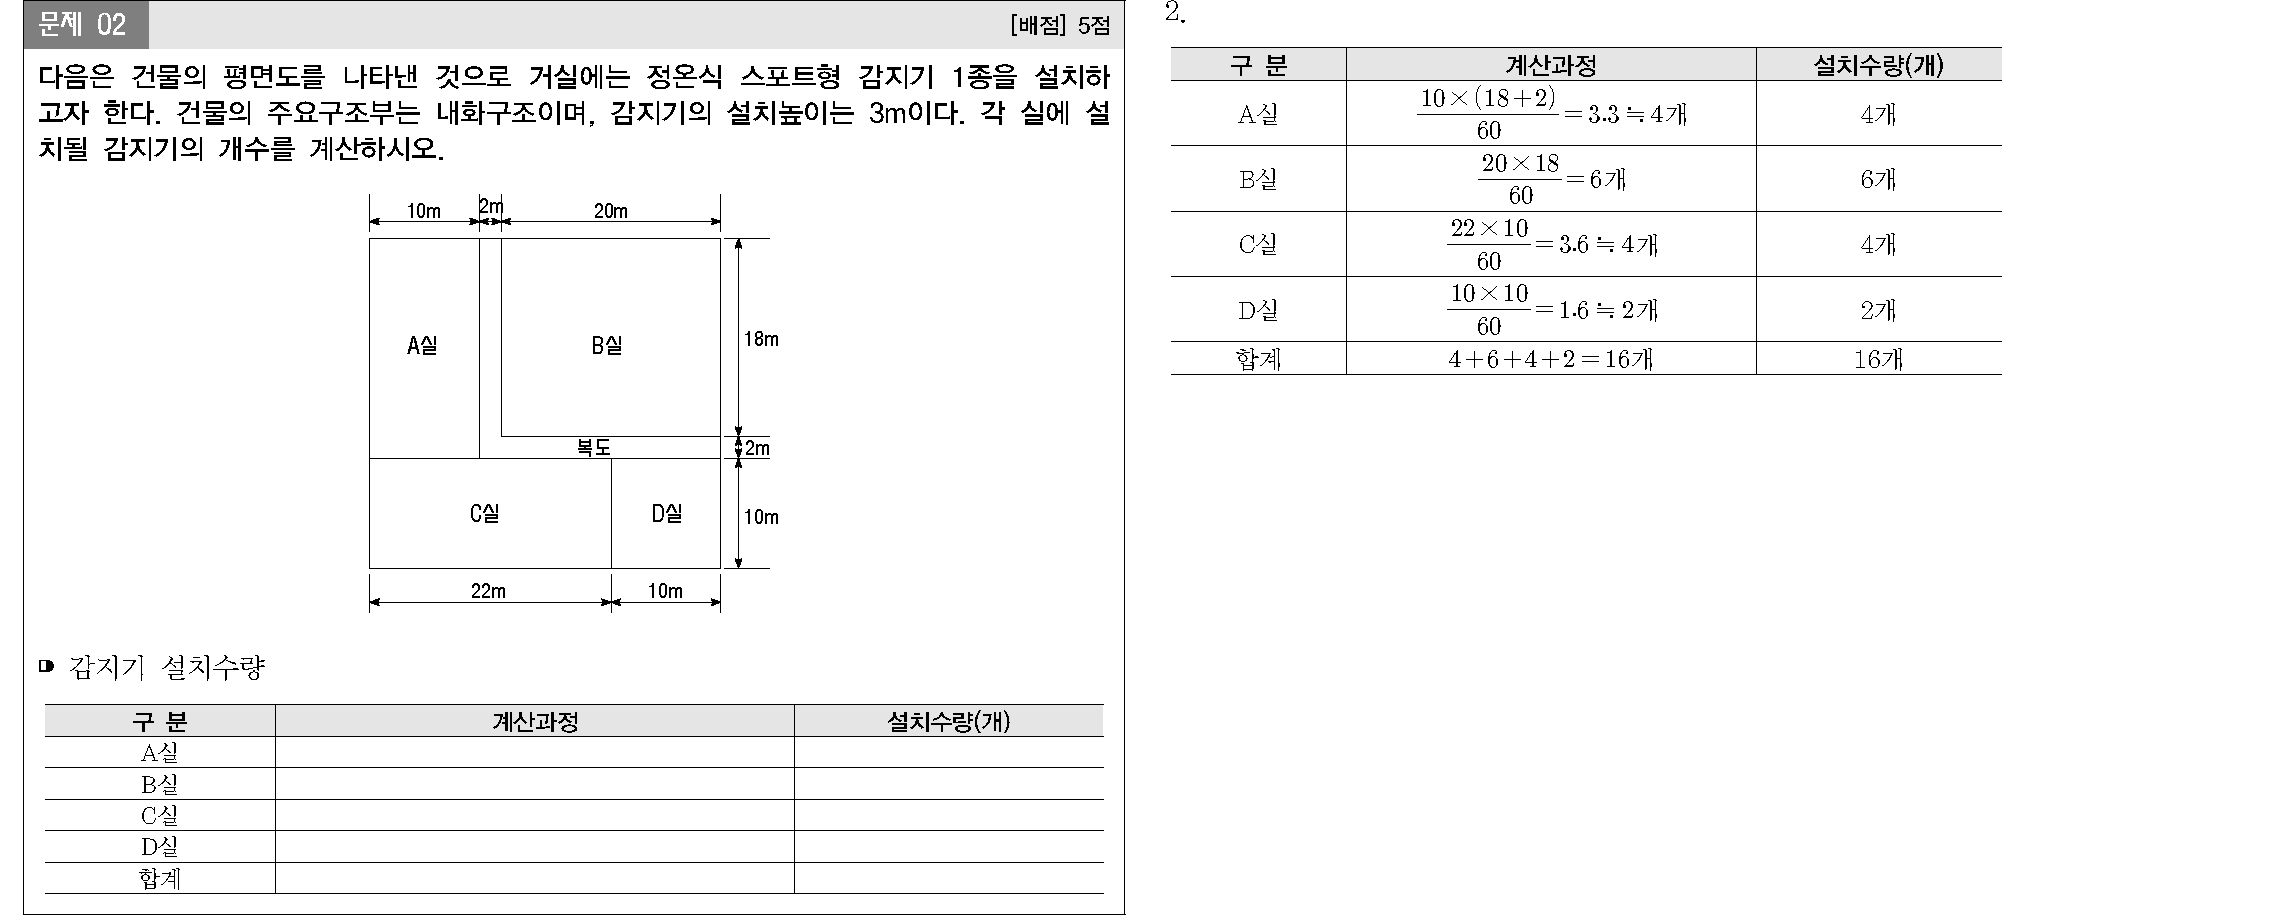 문제 02
[배점] 5점
다음은 건물의 평면도를 나타낸 것으로 거실에는 정온식 스포트형 감지기 1종을 설치하
고자 한다. 건물의 주요구조부는 내화구조이며, 감지기의 설치높이는 3m이다. 각 실에 설
치될 감지기의 개수를 계산하시오.
10m 2m 20m
A실 B실 18m
복도 2m
C실 D실 10m
22m 10m
감지기 설치수량
구 분 계산과정 설치수량(개)
A실
B실
C실
D실
합계
2.
구 분 계산과정 설치수량(개)
A실 10×(18+2)/60=3.3≒4개 4개
B실 20×18/60=6개 6개
C실 22×10/60=3.6≒4개 4개
D실 10×10/60=1.6≒2개 2개
합계 4+6+4+2=16개 16개